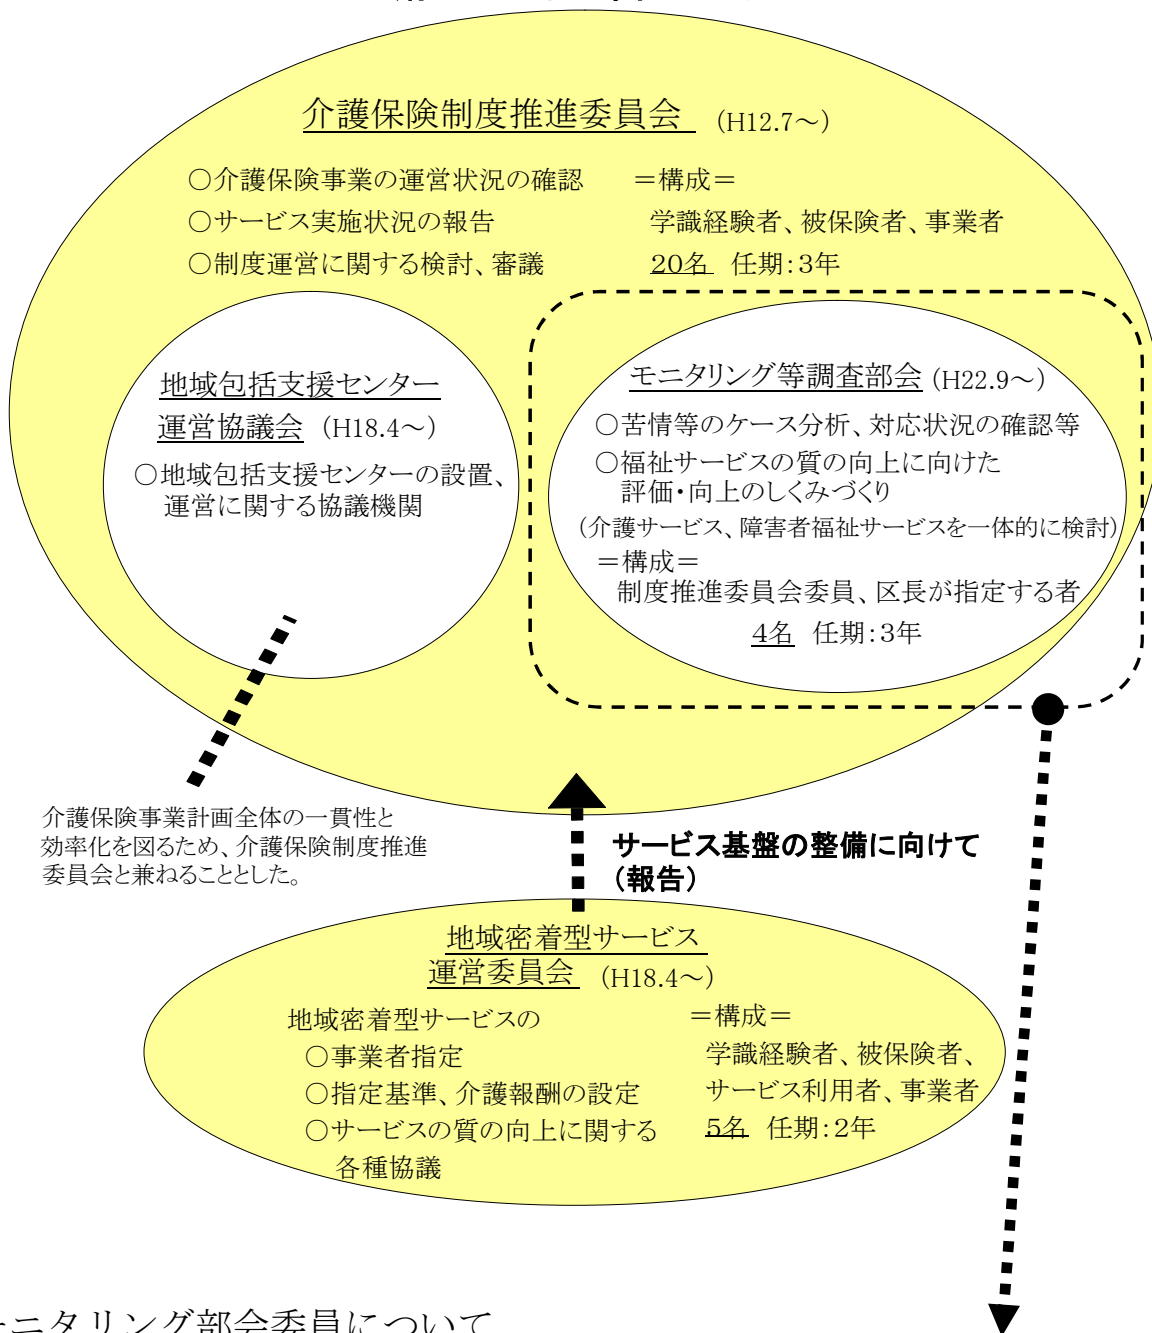 介護保険制度推進委員会 (H12.7～)
○介護保険事業の運営状況の確認
○サービス実施状況の報告
○制度運営に関する検討、審議
＝構成＝
学識経験者、被保険者、事業者
20名 任期：3年
地域包括支援センター
運営協議会 (H18.4～)
○地域包括支援センターの設置、
運営に関する協議機関
モニタリング等調査部会 (H22.9～)
○苦情等のケース分析、対応状況の確認等
○福祉サービスの質の向上に向けた
評価・向上のしくみづくり
(介護サービス、障害者福祉サービスを一体的に検討)
＝構成＝
制度推進委員会委員、区長が指定する者
4名 任期：3年
介護保険事業計画全体の一貫性と
効率化を図るため、介護保険制度推進
委員会と兼ねることとした。
サービス基盤の整備に向けて
（報告）
地域密着型サービス
運営委員会 (H18.4～)
地域密着型サービスの
○事業者指定
○指定基準、介護報酬の設定
○サービスの質の向上に関する
各種協議
＝構成＝
学識経験者、被保険者、
サービス利用者、事業者
5名 任期：2年
ニタリング部会委員について